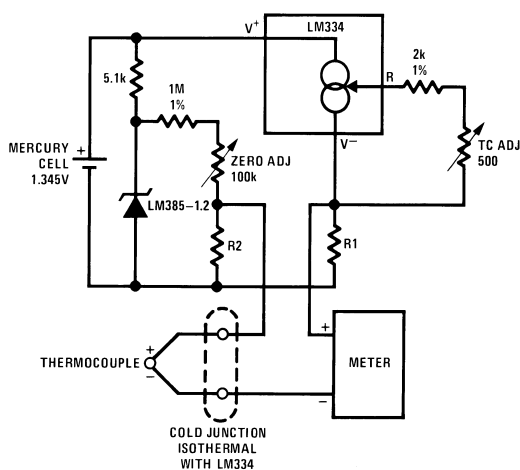 V+
LM334
5.1k
1M
1%
2k
1%
R
MERCURY
CELL
1.345V
+
ZERO ADJ
100k
V−
TC ADJ
500
LM385–1.2
R2
R1
+
THERMOCOUPLE
+
−
METER
−
COLD JUNCTION
ISOTHERMAL
WITH LM334